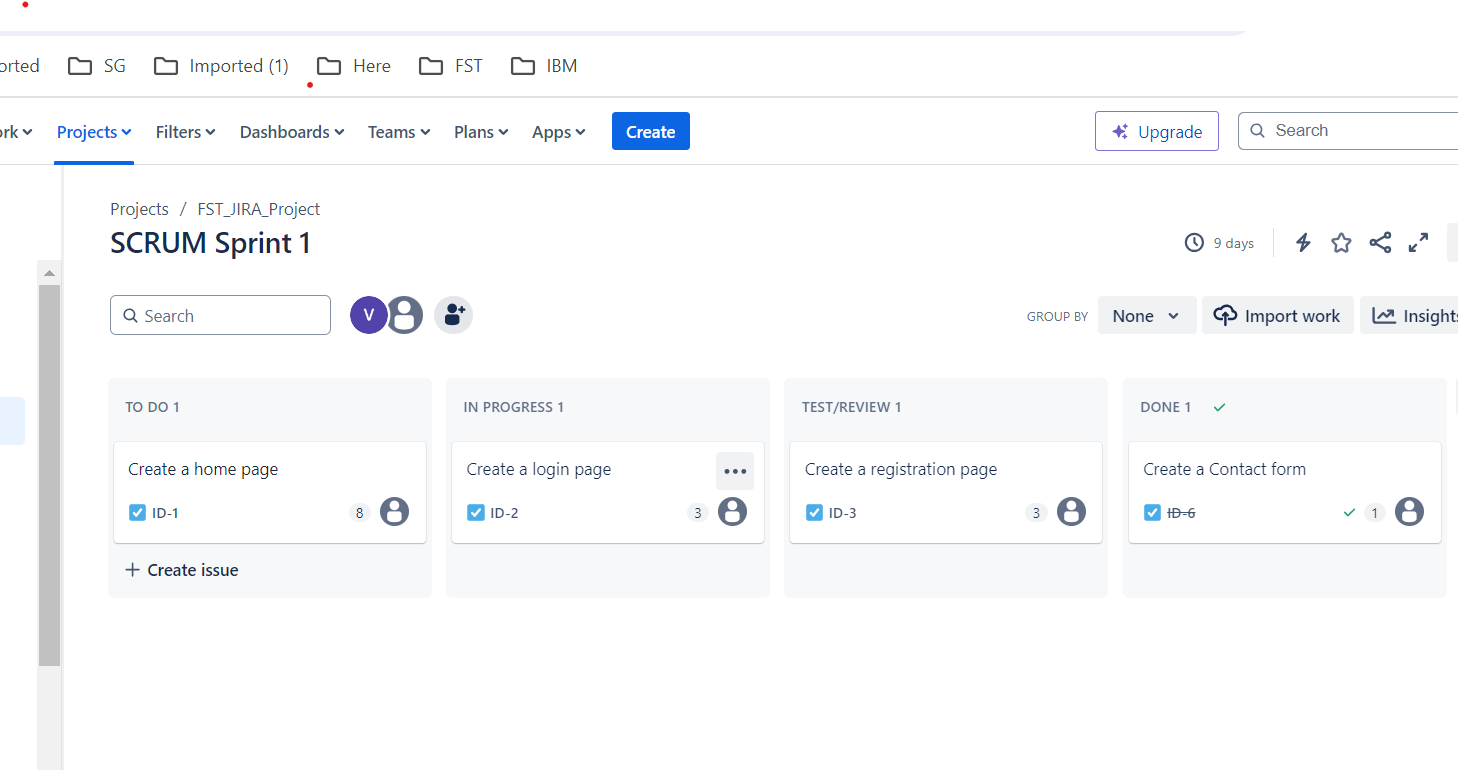 orted SG Imported (1) Here FST IBM
ork Projects Filters Dashboards Teams Plans Apps Create Upgrade Search
Projects / FST_JIRA_Project
SCRUM Sprint 1
9 days
Search V GROUP BY None Import work Insights
TO DO 1 IN PROGRESS 1 TEST/REVIEW 1 DONE 1
Create a home page Create a login page Create a registration page Create a Contact form
ID-1 8 ID-2 3 ID-3 3 ID-6 1
+ Create issue